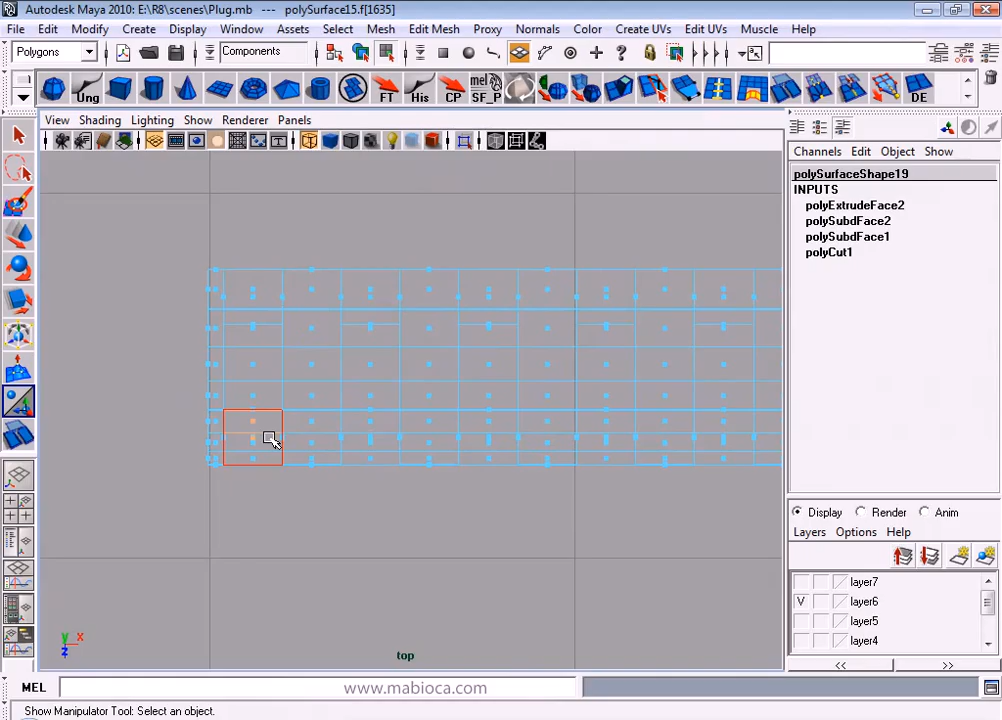 Autodesk Maya 2010: E:\R8\scenes\Plug.mb --- polySurface15.f[1635]
File Edit Modify Create Display Window Assets Select Mesh Edit Mesh Proxy Normals Color Create UVs Edit UVs Muscle Help
Polygons Components
Ung FT His CP mel SF_P DE
View Shading Lighting Show Renderer Panels
Channels Edit Object Show
polySurfaceShape19
INPUTS
polyExtrudeFace2
polySubdFace2
polySubdFace1
polyCut1
Display Render Anim
Layers Options Help
layer7
V layer6
layer5
layer4
y x
z
top
<< >>
MEL www.mabioca.com
Show Manipulator Tool: Select an object.